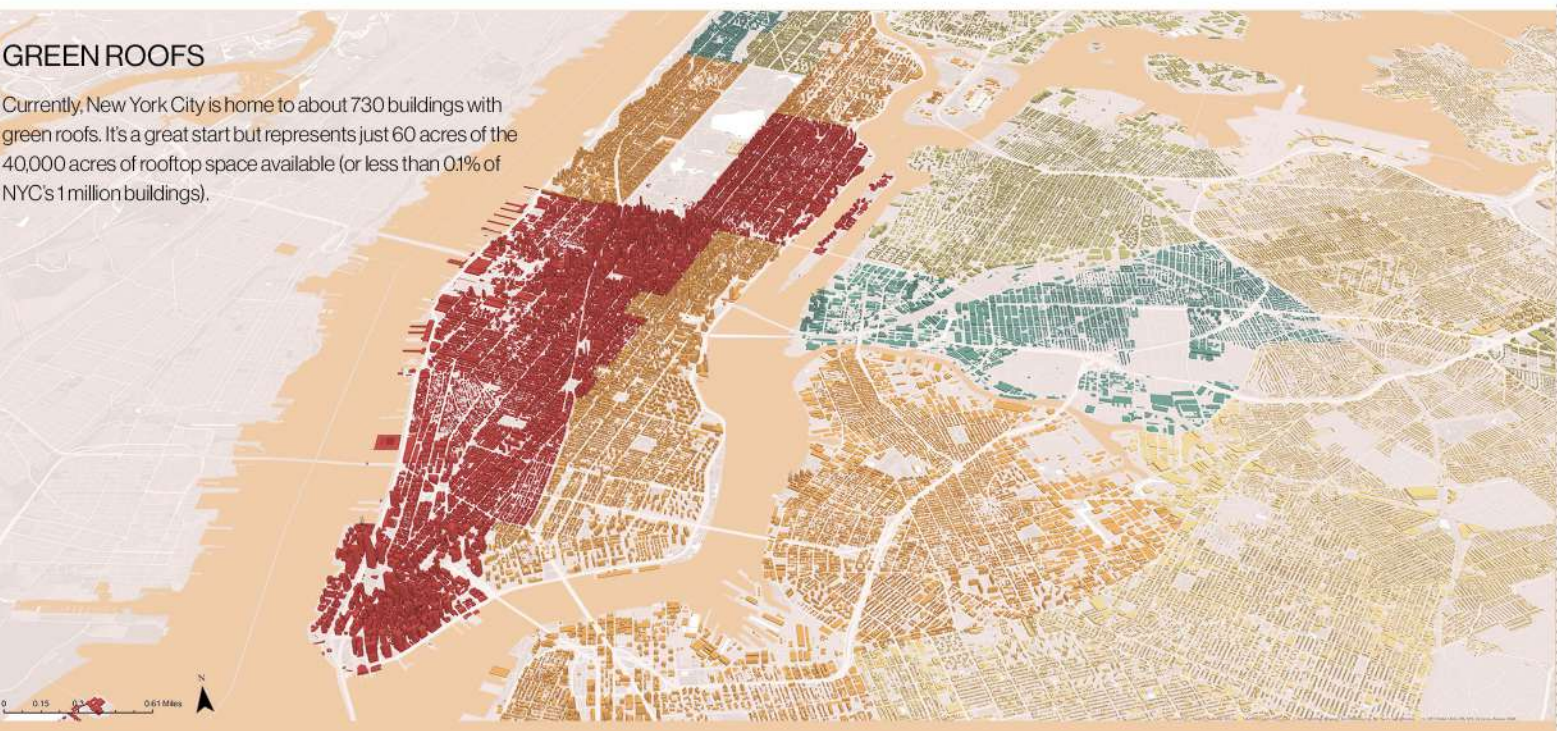 GREEN ROOFS
Currently, New York City is home to about 730 buildings with
green roofs. It's a great start but represents just 60 acres of the
40,000 acres of rooftop space available (or less than 0.1% of
NYC's 1 million buildings).
N
0 0.15 0.3 0.61 Miles